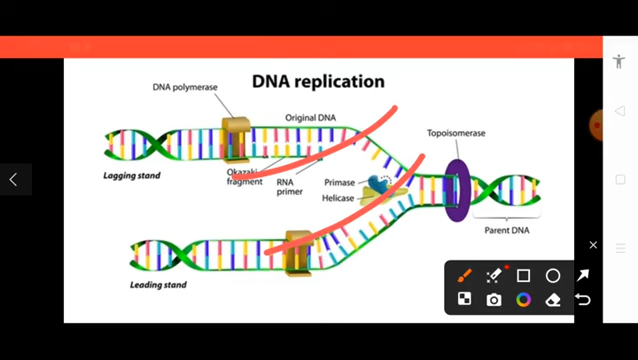 DNA replication
DNA polymerase
Original DNA
Topoisomerase
Okazaki
fragment
RNA
primer
Primase
Helicase
Lagging stand
Parent DNA
Leading stand